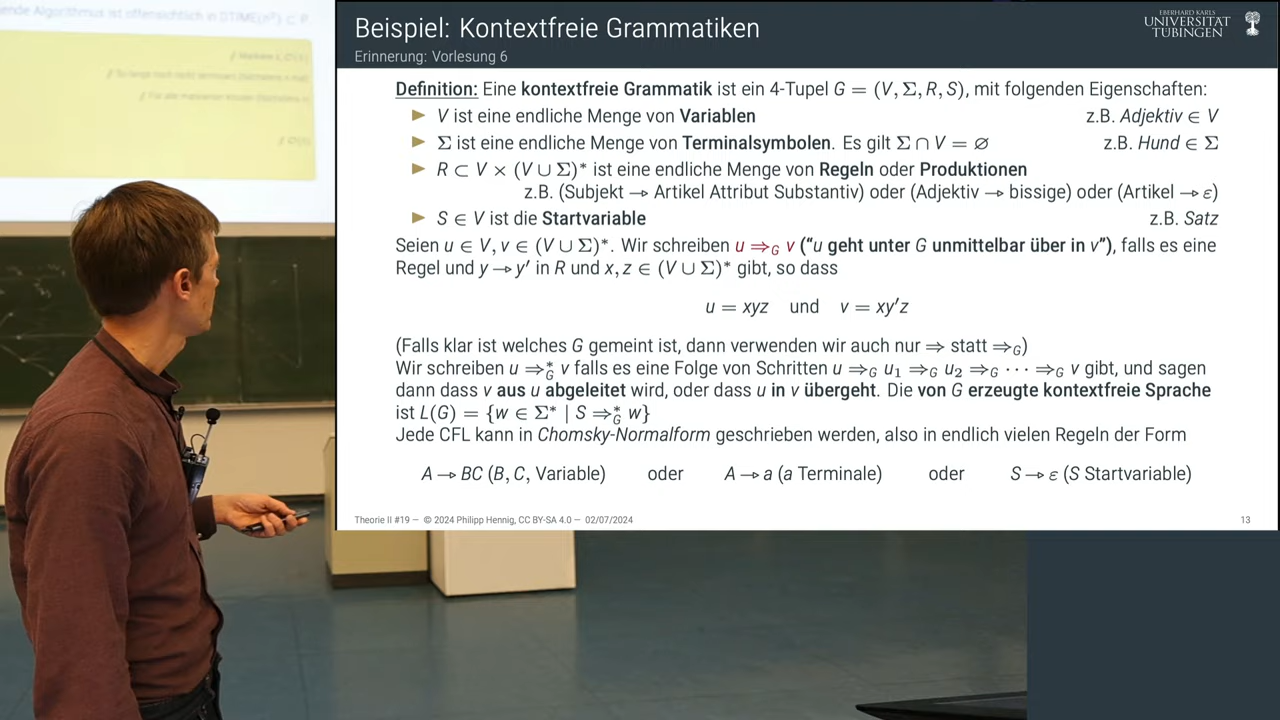 ende Algorithmus ist offensichtlich in DTIME(n³) ⊂ P.
Beispiel: Kontextfreie Grammatiken
Erinnerung: Vorlesung 6
EBERHARD KARLS
UNIVERSITÄT
TÜBINGEN
Definition: Eine kontextfreie Grammatik ist ein 4-Tupel G = (V, Σ, R, S), mit folgenden Eigenschaften:
► V ist eine endliche Menge von Variablen z.B. Adjektiv ∈ V
► Σ ist eine endliche Menge von Terminalsymbolen. Es gilt Σ ∩ V = ∅ z.B. Hund ∈ Σ
► R ⊂ V × (V ∪ Σ)* ist eine endliche Menge von Regeln oder Produktionen
z.B. (Subjekt → Artikel Attribut Substantiv) oder (Adjektiv → bissige) oder (Artikel → ε)
► S ∈ V ist die Startvariable z.B. Satz
Seien u ∈ V, v ∈ (V ∪ Σ)*. Wir schreiben u ⇒G v (“u geht unter G unmittelbar über in v”), falls es eine
Regel und y → y′ in R und x, z ∈ (V ∪ Σ)* gibt, so dass
u = xyz und v = xy′z
(Falls klar ist welches G gemeint ist, dann verwenden wir auch nur ⇒ statt ⇒G)
Wir schreiben u ⇒*G v falls es eine Folge von Schritten u ⇒G u₁ ⇒G u₂ ⇒G ··· ⇒G v gibt, und sagen
dann dass v aus u abgeleitet wird, oder dass u in v übergeht. Die von G erzeugte kontextfreie Sprache
ist L(G) = {w ∈ Σ* | S ⇒*G w}
Jede CFL kann in Chomsky-Normalform geschrieben werden, also in endlich vielen Regeln der Form
A → BC (B, C, Variable) oder A → a (a Terminale) oder S → ε (S Startvariable)
Theorie II #19 — © 2024 Philipp Hennig, CC BY-SA 4.0 — 02/07/2024 13